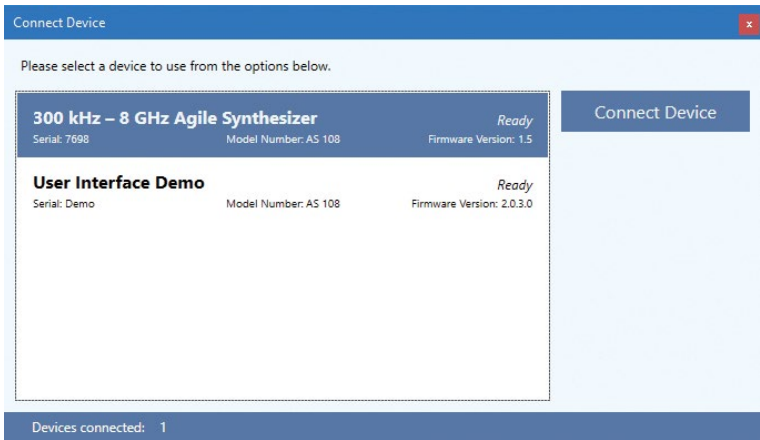 Connect Device
x
Please select a device to use from the options below.
300 kHz – 8 GHz Agile Synthesizer Ready
Serial: 7698 Model Number: AS 108 Firmware Version: 1.5
Connect Device
User Interface Demo Ready
Serial: Demo Model Number: AS 108 Firmware Version: 2.0.3.0
Devices connected: 1